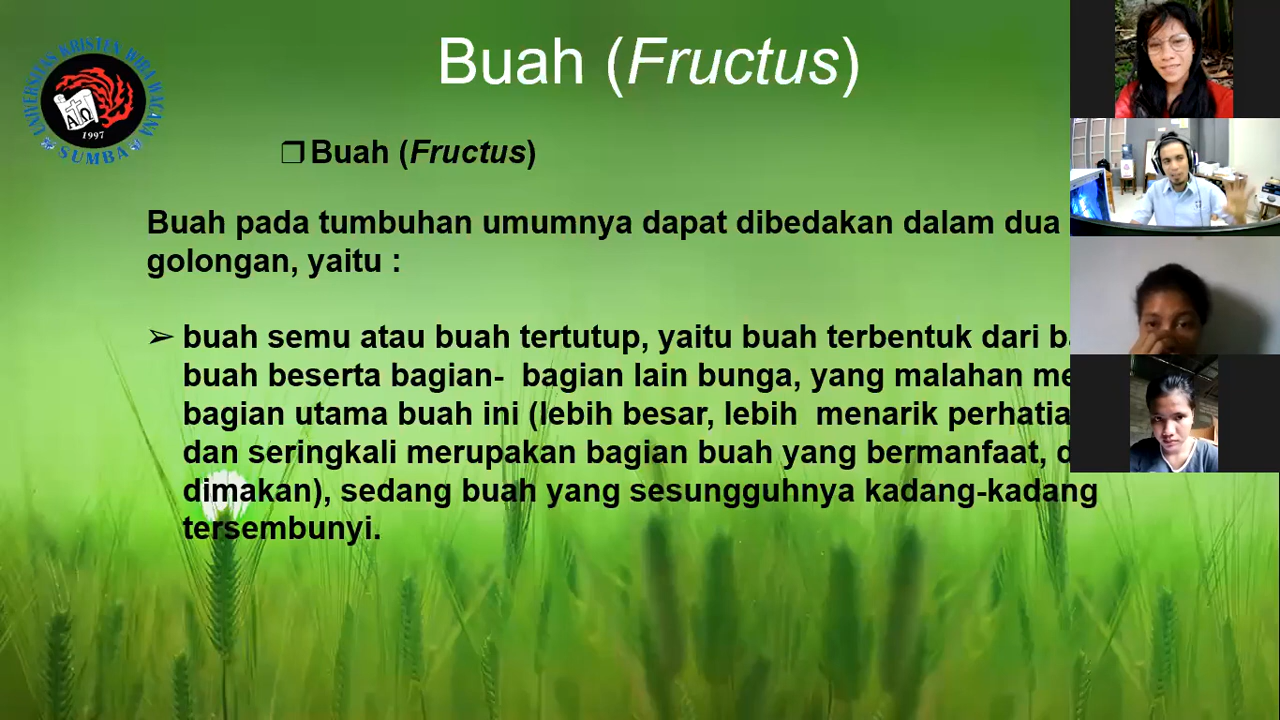 Buah (Fructus)
UNIVERSITAS KRISTEN WIRA WACANA
ΑΩ
1997
SUMBA
❒ Buah (Fructus)
Buah pada tumbuhan umumnya dapat dibedakan dalam dua
golongan, yaitu :
➢ buah semu atau buah tertutup, yaitu buah terbentuk dari
buah beserta bagian- bagian lain bunga, yang malahan
bagian utama buah ini (lebih besar, lebih menarik
dan seringkali merupakan bagian buah yang bermanfaat,
dimakan), sedang buah yang sesungguhnya kadang-kadang
tersembunyi.